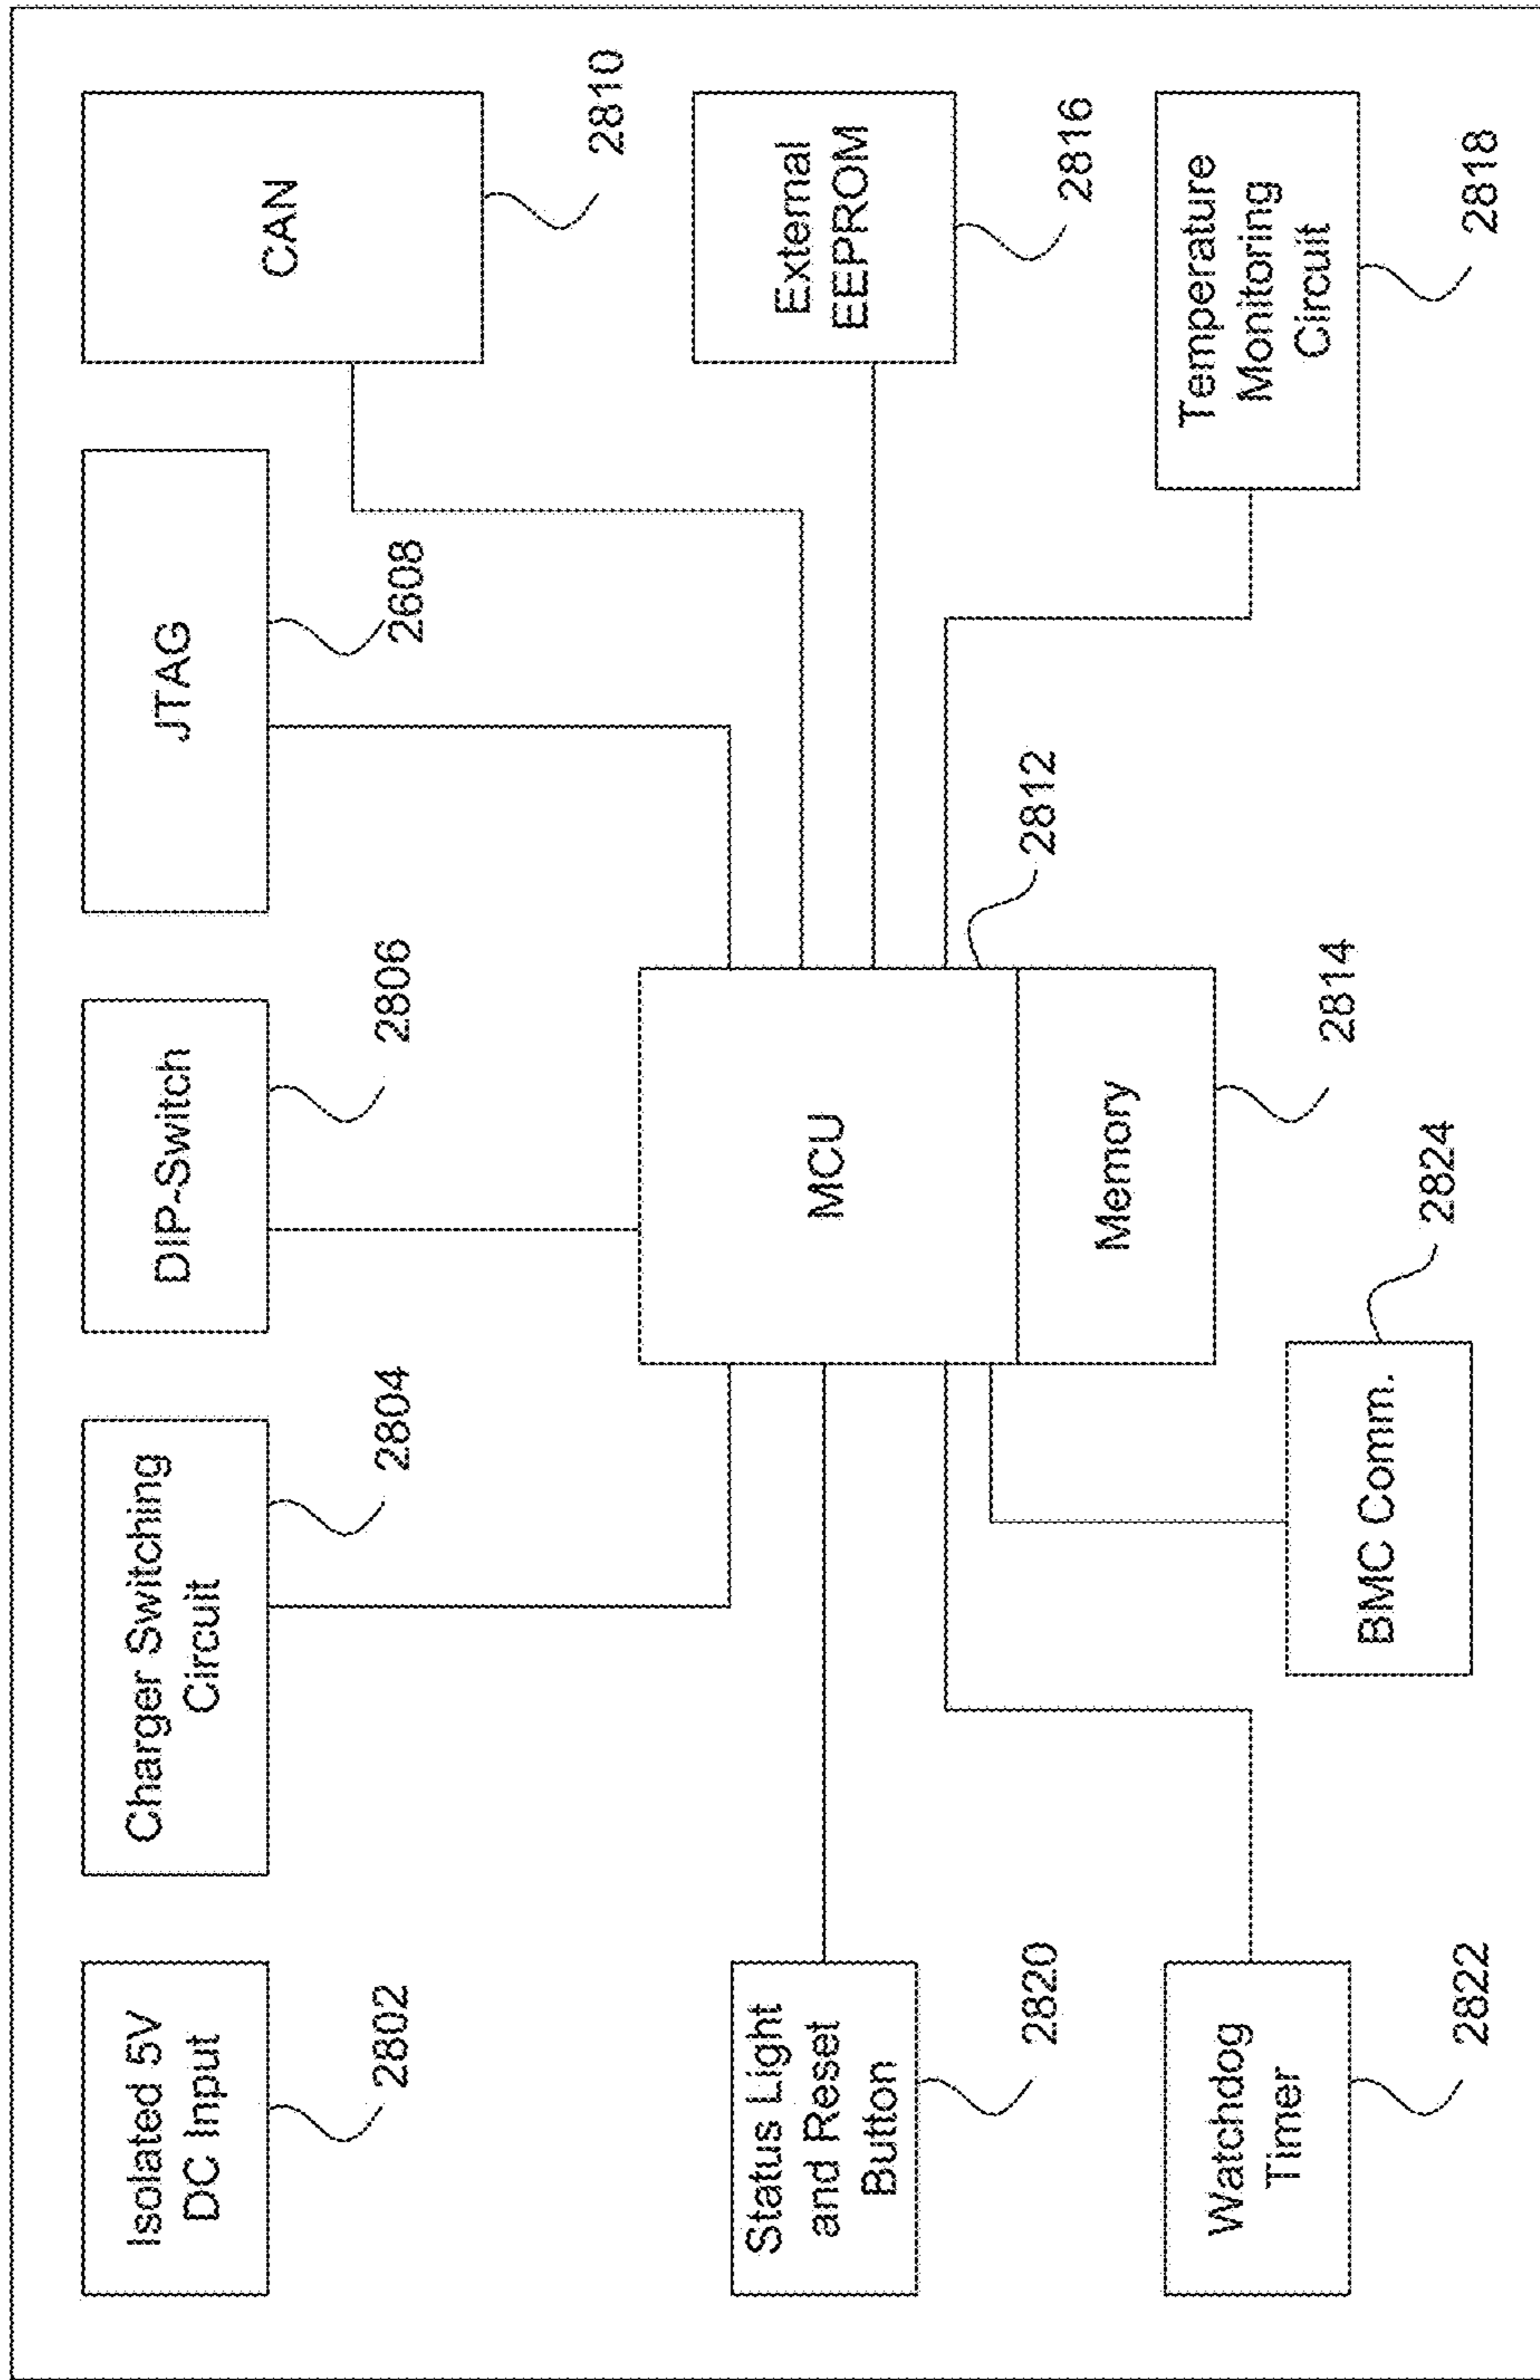 Isolated 5V
DC Input
2802
Charger Switching
Circuit
2804
DIP-Switch
2806
JTAG
2608
CAN
2810
MCU
2812
Memory
2814
External
EEPROM
2816
Temperature
Monitoring
Circuit
2818
Status Light
and Reset
Button
2820
Watchdog
Timer
2822
BMC Comm.
2824